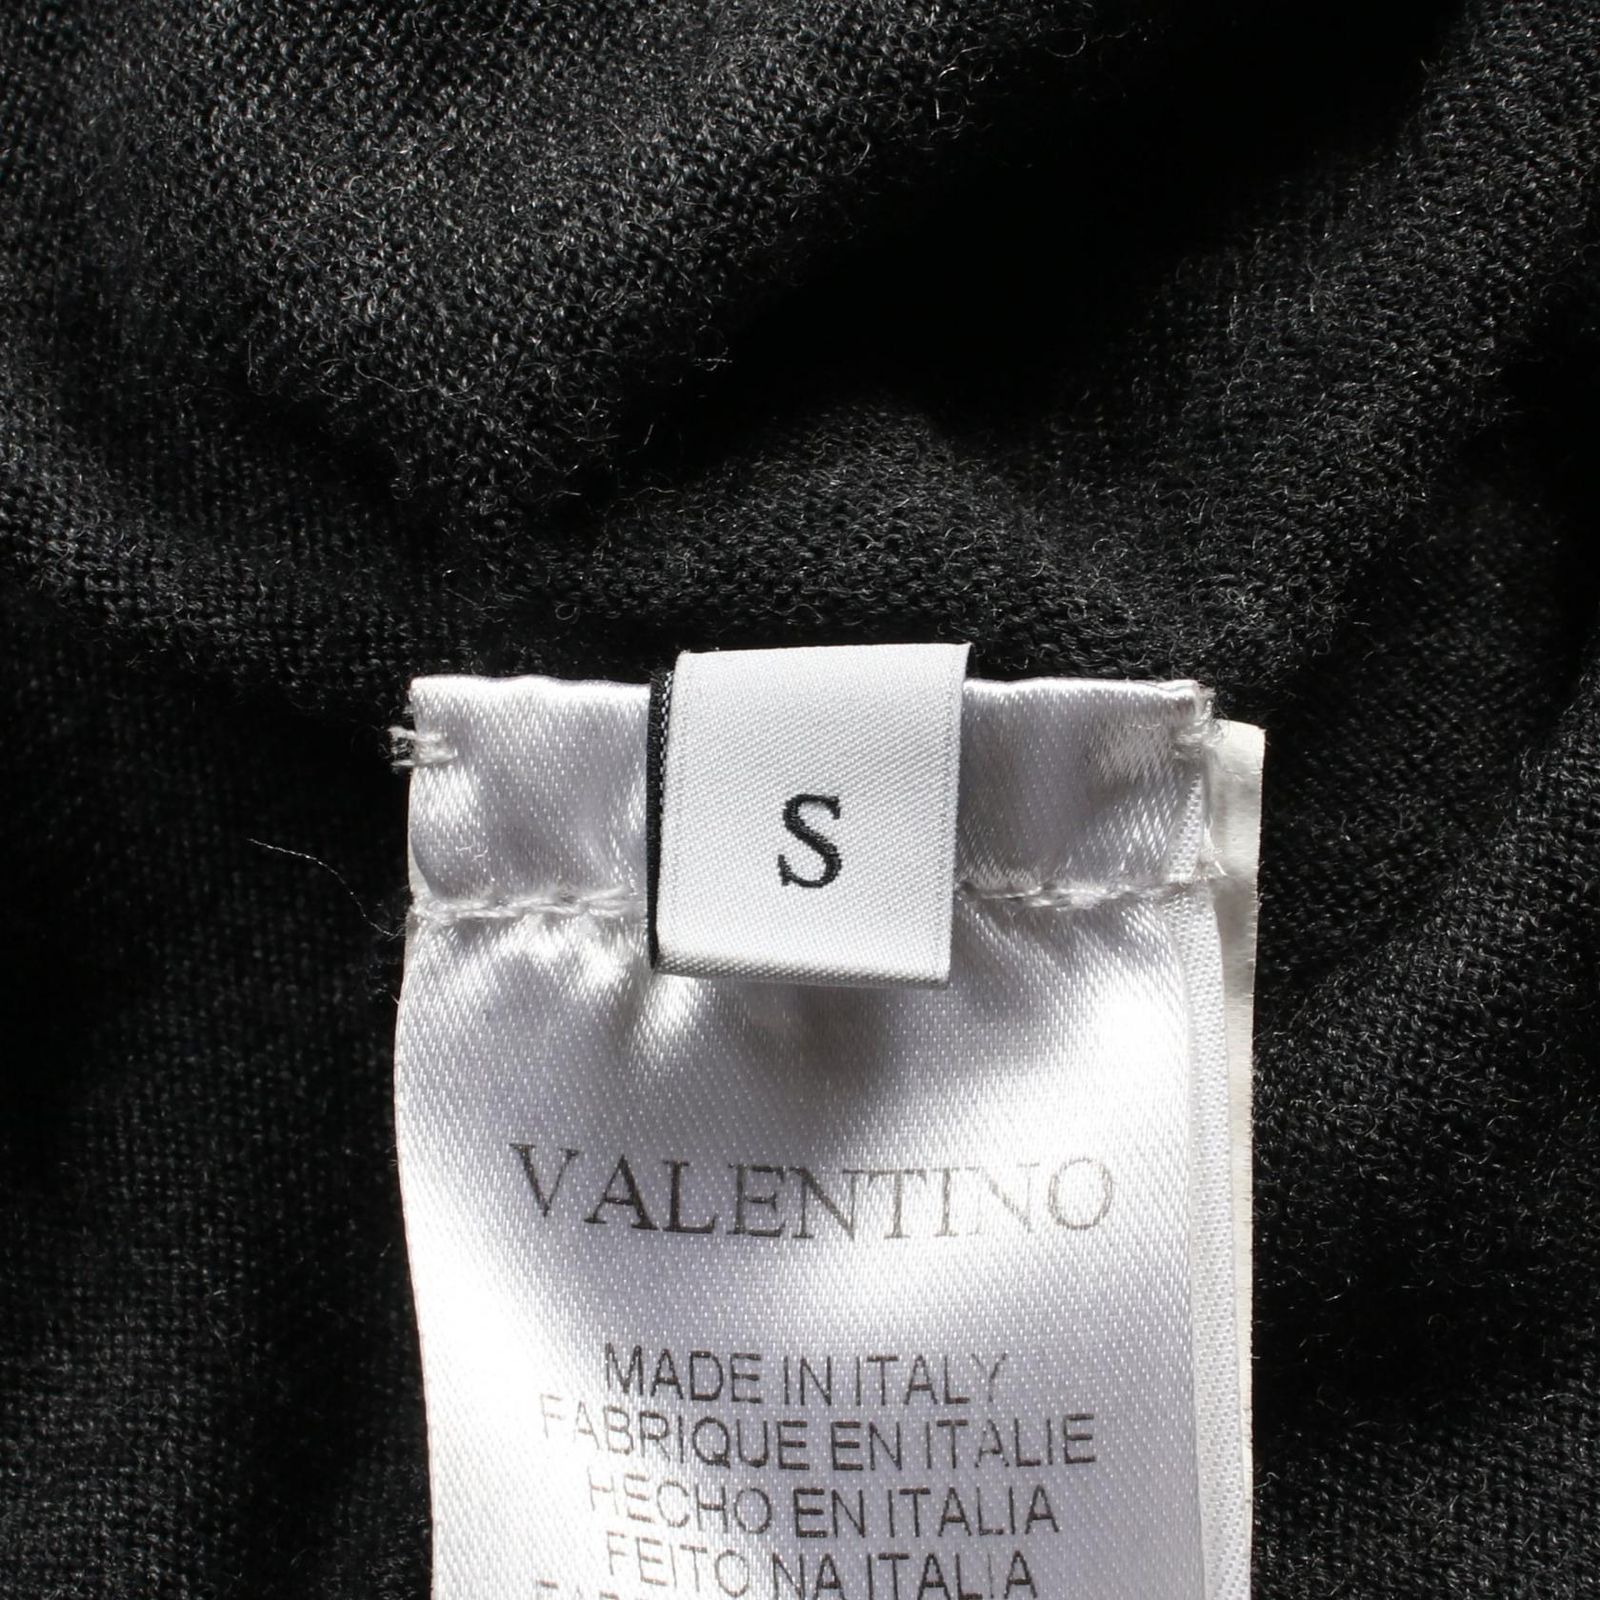 S
VALENTINO
MADE IN ITALY
FABRIQUE EN ITALIE
HECHO EN ITALIA
FEITO NA ITALIA